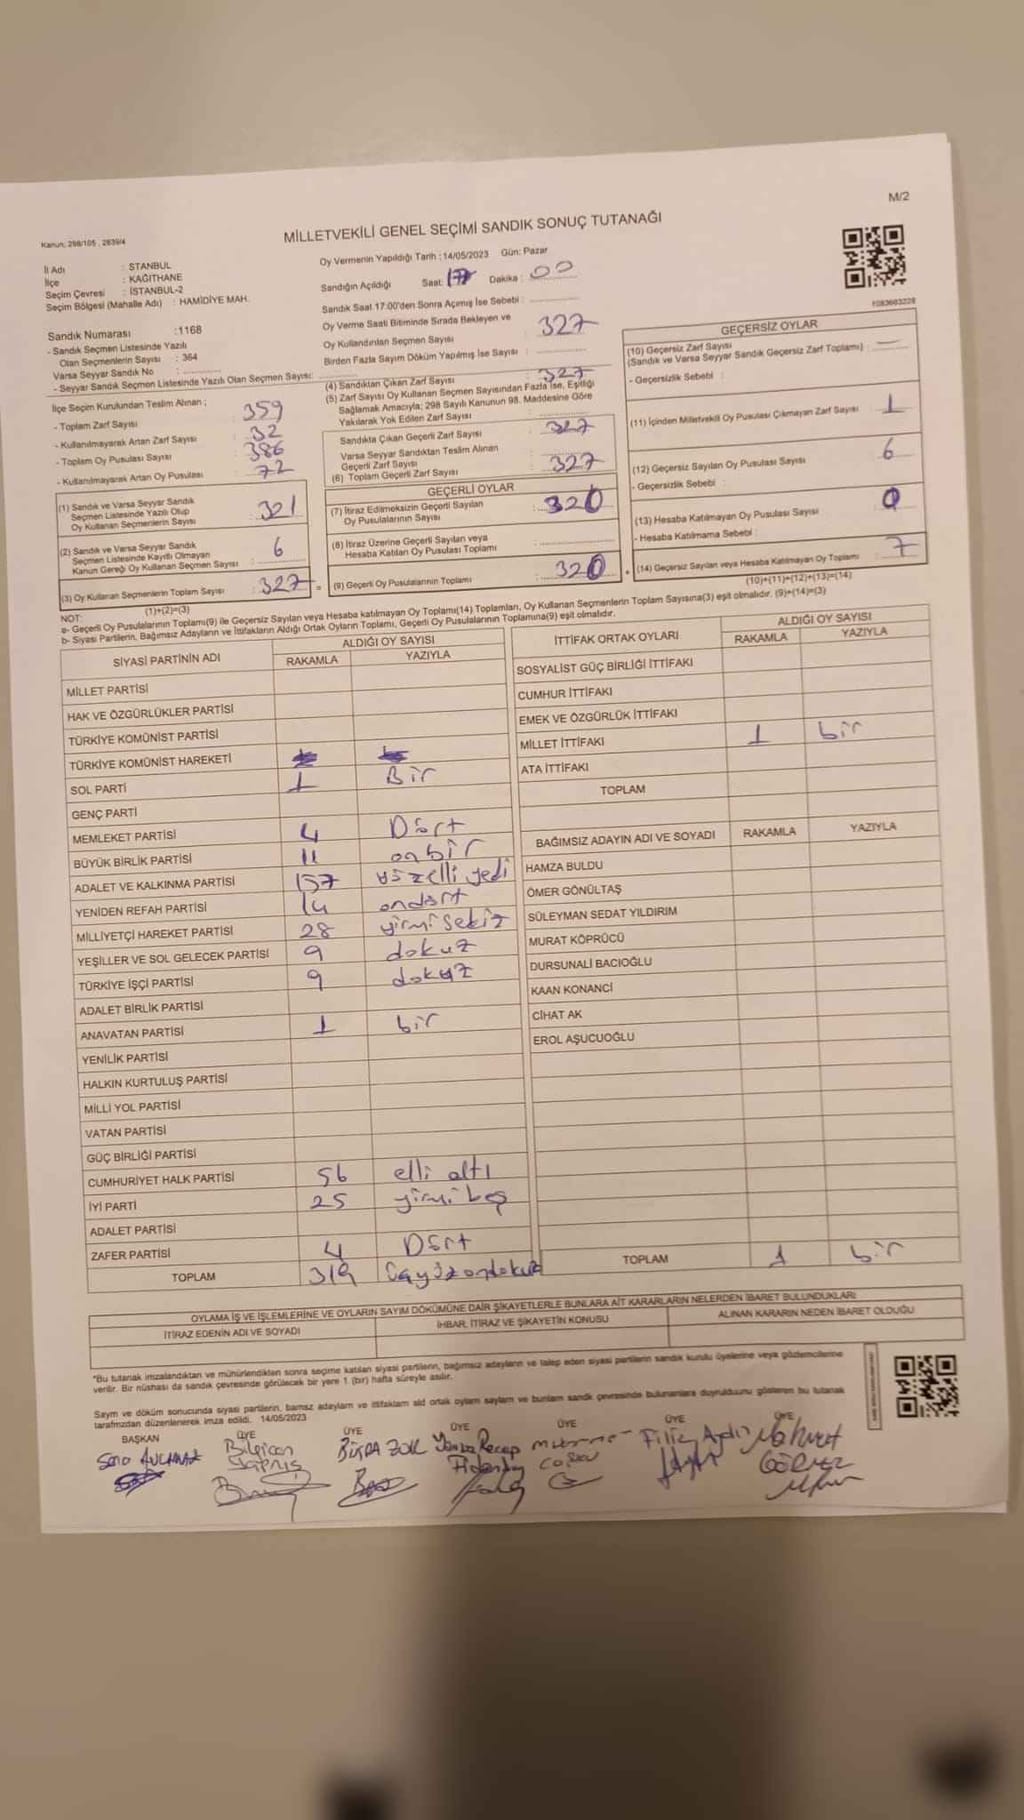 M/2
Kanun: 298/105 , 2839/4
MİLLETVEKİLİ GENEL SEÇİMİ SANDIK SONUÇ TUTANAĞI
İl Adı : STANBUL
İlçe : KAĞITHANE
Seçim Çevresi : İSTANBUL-2
Seçim Bölgesi (Mahalle Adı) : HAMİDİYE MAH.
Sandık Numarası :1168
- Sandık Seçmen Listesinde Yazılı
Olan Seçmenlerin Sayısı : 364
Varsa Seyyar Sandık No :
- Seyyar Sandık Seçmen Listesinde Yazılı Olan Seçmen Sayısı:
İlçe Seçim Kurulundan Teslim Alınan ;
- Toplam Zarf Sayısı : 359
- Kullanılmayarak Artan Zarf Sayısı : 32
- Toplam Oy Pusulası Sayısı : 386
- Kullanılmayarak Artan Oy Pusulası : 72
(1) Sandık ve Varsa Seyyar Sandık
Seçmen Listesinde Yazılı Olup
Oy Kullanan Seçmenlerin Sayısı : 321
(2) Sandık ve Varsa Seyyar Sandık
Seçmen Listesinde Kayıtlı Olmayan
Kanun Gereği Oy Kullanan Seçmen Sayısı : 6
(3) Oy Kullanan Seçmenlerin Toplam Sayısı : 327
(1)+(2)=(3)
Oy Vermenin Yapıldığı Tarih : 14/05/2023 Gün: Pazar
Sandığın Açıldığı Saat: 17 Dakika : 00
Sandık Saat 17:00'den Sonra Açımış İse Sebebi :
Oy Verme Saati Bitiminde Sırada Bekleyen ve
Oy Kullandırılan Seçmen Sayısı : 327
Birden Fazla Sayım Döküm Yapılmış İse Sayısı :
(4) Sandıktan Çıkan Zarf Sayısı : 327
(5) Zarf Sayısı Oy Kullanan Seçmen Sayısından Fazla İse, Eşitliği
Sağlamak Amacıyla; 298 Sayılı Kanunun 98. Maddesine Göre
Yakılarak Yok Edilen Zarf Sayısı :
Sandıkta Çıkan Geçerli Zarf Sayısı : 327
Varsa Seyyar Sandıktan Teslim Alınan
Geçerli Zarf Sayısı :
(6) Toplam Geçerli Zarf Sayısı : 327
GEÇERLİ OYLAR
(7) İtiraz Edilmeksizin Geçerli Sayılan
Oy Pusulalarının Sayısı : 320
(8) İtiraz Üzerine Geçerli Sayılan veya
Hesaba Katılan Oy Pusulası Toplamı :
(9) Geçerli Oy Pusulalarının Toplamı : 320
1083603228
GEÇERSİZ OYLAR
(10) Geçersiz Zarf Sayısı
(Sandık ve Varsa Seyyar Sandık Geçersiz Zarf Toplamı) : —
- Geçersizlik Sebebi :
(11) İçinden Milletvekili Oy Pusulası Çıkmayan Zarf Sayısı : 1
(12) Geçersiz Sayılan Oy Pusulası Sayısı : 6
- Geçersizlik Sebebi :
(13) Hesaba Katılmayan Oy Pusulası Sayısı : 0
- Hesaba Katılmama Sebebi :
(14) Geçersiz Sayılan veya Hesaba Katılmayan Oy Toplamı : 7
(10)+(11)+(12)+(13)=(14)
NOT:
a- Geçerli Oy Pusulalarının Toplamı(9) ile Geçersiz Sayılan veya Hesaba katılmayan Oy Toplamı(14) Toplamları, Oy Kullanan Seçmenlerin Toplam Sayısına(3) eşit olmalıdır. (9)+(14)=(3)
b- Siyasi Partilerin, Bağımsız Adayların ve İttifakların Aldığı Ortak Oyların Toplamı, Geçerli Oy Pusulalarının Toplamına(9) eşit olmalıdır.
SİYASİ PARTİNİN ADI ALDIĞI OY SAYISI
RAKAMLA YAZIYLA
MİLLET PARTİSİ
HAK VE ÖZGÜRLÜKLER PARTİSİ
TÜRKİYE KOMÜNİST PARTİSİ
TÜRKİYE KOMÜNİST HAREKETİ
SOL PARTİ 1 Bir
GENÇ PARTİ
MEMLEKET PARTİSİ 4 Dört
BÜYÜK BİRLİK PARTİSİ 11 onbir
ADALET VE KALKINMA PARTİSİ 157 yüzelli yedi
YENİDEN REFAH PARTİSİ 14 ondört
MİLLİYETÇİ HAREKET PARTİSİ 28 yirmi sekiz
YEŞİLLER VE SOL GELECEK PARTİSİ 9 dokuz
TÜRKİYE İŞÇİ PARTİSİ 9 dokuz
ADALET BİRLİK PARTİSİ
ANAVATAN PARTİSİ 1 bir
YENİLİK PARTİSİ
HALKIN KURTULUŞ PARTİSİ
MİLLİ YOL PARTİSİ
VATAN PARTİSİ
GÜÇ BİRLİĞİ PARTİSİ
CUMHURİYET HALK PARTİSİ 56 elli altı
İYİ PARTİ 25 yirmi beş
ADALET PARTİSİ
ZAFER PARTİSİ 4 Dört
TOPLAM 319 üçyüzondokuz
İTTİFAK ORTAK OYLARI ALDIĞI OY SAYISI
RAKAMLA YAZIYLA
SOSYALİST GÜÇ BİRLİĞİ İTTİFAKI
CUMHUR İTTİFAKI
EMEK VE ÖZGÜRLÜK İTTİFAKI
MİLLET İTTİFAKI 1 bir
ATA İTTİFAKI
TOPLAM
BAĞIMSIZ ADAYIN ADI VE SOYADI RAKAMLA YAZIYLA
HAMZA BULDU
ÖMER GÖNÜLTAŞ
SÜLEYMAN SEDAT YILDIRIM
MURAT KÖPRÜCÜ
DURSUNALİ BACIOĞLU
KAAN KONANCİ
CİHAT AK
EROL AŞUCUOĞLU
TOPLAM 1 bir
OYLAMA İŞ VE İŞLEMLERİNE VE OYLARIN SAYIM DÖKÜMÜNE DAİR ŞİKAYETLERLE BUNLARA AİT KARARLARIN NELERDEN İBARET BULUNDUKLARI
İTİRAZ EDENİN ADI VE SOYADI İHBAR, İTİRAZ VE ŞİKAYETİN KONUSU ALINAN KARARIN NEDEN İBARET OLDUĞU
"Bu tutanak imzalandıktan ve mühürlendikten sonra seçime katılan siyasi partilerin, bağımsız adayların ve talep eden siyasi partilerin sandık kurulu üyelerine veya gözlemcilerine
verilir. Bir nüshası da sandık çevresinde görülecek bir yere 1 (bir) hafta süreyle asılır.
Sayım ve döküm sonucunda siyasi partilerin, adayların ve ittifakların ortak oyların sayıları ve bunların sandık çevresinde bulunanlara duyrulduunu gösteren bu tutanak
tarafımızdan düzenlenerek imza edildi. 14/05/2023
BAŞKAN ÜYE ÜYE ÜYE ÜYE ÜYE ÜYE
Bilgican BUSRA Recep Filiz Aydın Mahmut